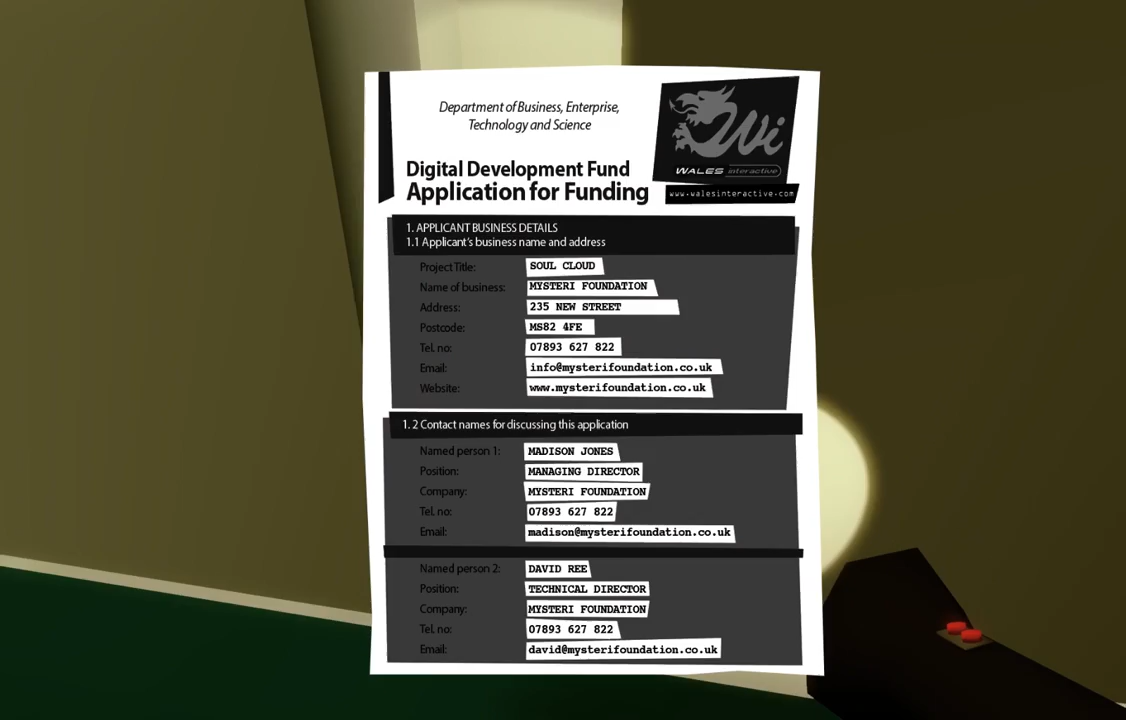 Department of Business, Enterprise,
Technology and Science
Wi
WALES interactive
www.walesinteractive.com
Digital Development Fund
Application for Funding
1. APPLICANT BUSINESS DETAILS
1.1 Applicant's business name and address
Project Title: SOUL CLOUD
Name of business: MYSTERI FOUNDATION
Address: 235 NEW STREET
Postcode: MS82 4FE
Tel. no: 07893 627 822
Email: info@mysterifoundation.co.uk
Website: www.mysterifoundation.co.uk
1. 2 Contact names for discussing this application
Named person 1: MADISON JONES
Position: MANAGING DIRECTOR
Company: MYSTERI FOUNDATION
Tel. no: 07893 627 822
Email: madison@mysterifoundation.co.uk
Named person 2: DAVID REE
Position: TECHNICAL DIRECTOR
Company: MYSTERI FOUNDATION
Tel. no: 07893 627 822
Email: david@mysterifoundation.co.uk